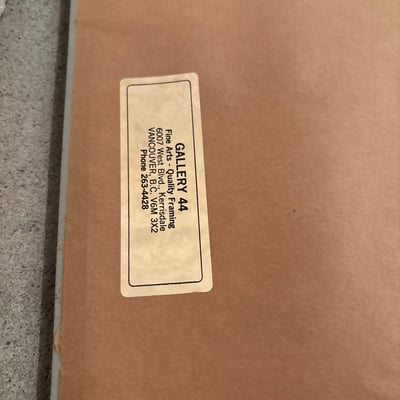 GALLERY 44
Fine Arts - Quality Framing
6007 West Blvd., Kerrisdale
VANCOUVER, B.C. V6M 3X2
Phone 263-4428